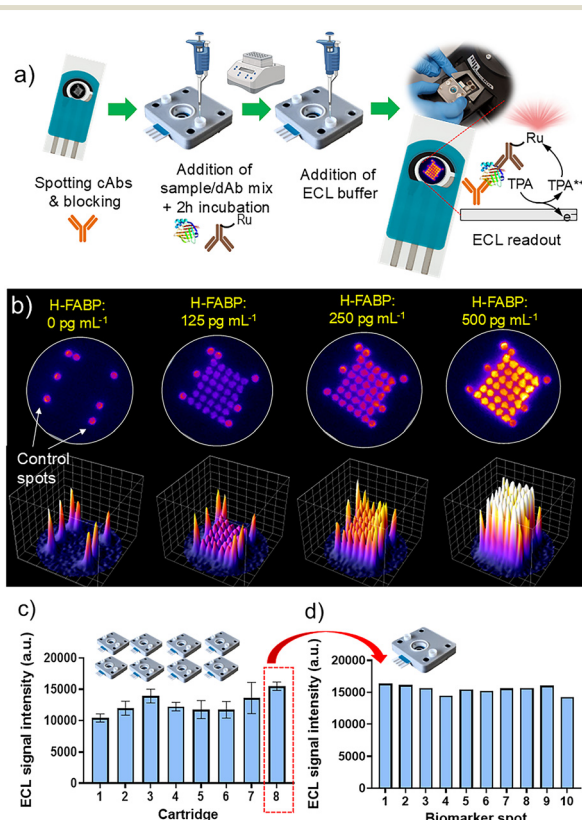 a)
Spotting cAbs
& blocking
Addition of
sample/dAb mix
+ 2h incubation
Ru
Addition of
ECL buffer
Ru
TPA
TPA*+
e-
ECL readout
b)
H-FABP:
0 pg mL-1
H-FABP:
125 pg mL-1
H-FABP:
250 pg mL-1
H-FABP:
500 pg mL-1
Control
spots
c)
ECL signal intensity (a.u.)
20000
15000
10000
5000
0
1 2 3 4 5 6 7 8
Cartridge
d)
ECL signal intensity (a.u.)
20000
15000
10000
5000
0
1 2 3 4 5 6 7 8 9 10
Biomarker spot